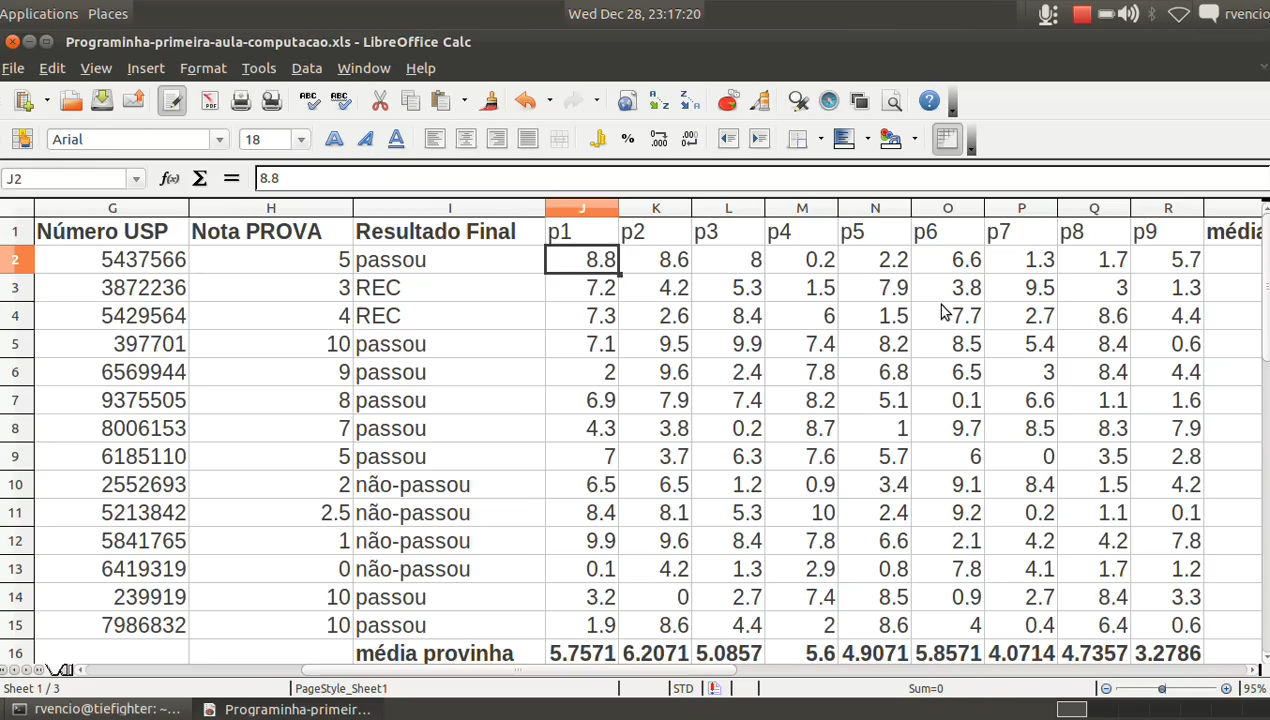 Applications Places Wed Dec 28, 23:17:20 rvencio
Programinha-primeira-aula-computacao.xls - LibreOffice Calc
File Edit View Insert Format Tools Data Window Help
Arial 18
J2 8.8
G H I J K L M N O P Q R
1 Número USP Nota PROVA Resultado Final p1 p2 p3 p4 p5 p6 p7 p8 p9 média
2 5437566 5 passou 8.8 8.6 8 0.2 2.2 6.6 1.3 1.7 5.7
3 3872236 3 REC 7.2 4.2 5.3 1.5 7.9 3.8 9.5 3 1.3
4 5429564 4 REC 7.3 2.6 8.4 6 1.5 7.7 2.7 8.6 4.4
5 397701 10 passou 7.1 9.5 9.9 7.4 8.2 8.5 5.4 8.4 0.6
6 6569944 9 passou 2 9.6 2.4 7.8 6.8 6.5 3 8.4 4.4
7 9375505 8 passou 6.9 7.9 7.4 8.2 5.1 0.1 6.6 1.1 1.6
8 8006153 7 passou 4.3 3.8 0.2 8.7 1 9.7 8.5 8.3 7.9
9 6185110 5 passou 7 3.7 6.3 7.6 5.7 6 0 3.5 2.8
10 2552693 2 não-passou 6.5 6.5 1.2 0.9 3.4 9.1 8.4 1.5 4.2
11 5213842 2.5 não-passou 8.4 8.1 5.3 10 2.4 9.2 0.2 1.1 0.1
12 5841765 1 não-passou 9.9 9.6 8.4 7.8 6.6 2.1 4.2 4.2 7.8
13 6419319 0 não-passou 0.1 4.2 1.3 2.9 0.8 7.8 4.1 1.7 1.2
14 239919 10 passou 3.2 0 2.7 7.4 8.5 0.9 2.7 8.4 3.3
15 7986832 10 passou 1.9 8.6 4.4 2 8.6 4 0.4 6.4 0.6
16 média provinha 5.7571 6.2071 5.0857 5.6 4.9071 5.8571 4.0714 4.7357 3.2786
Sheet 1 / 3 PageStyle_Sheet1 STD Sum=0 95%
rvencio@tiefighter: ~... Programinha-primeir...